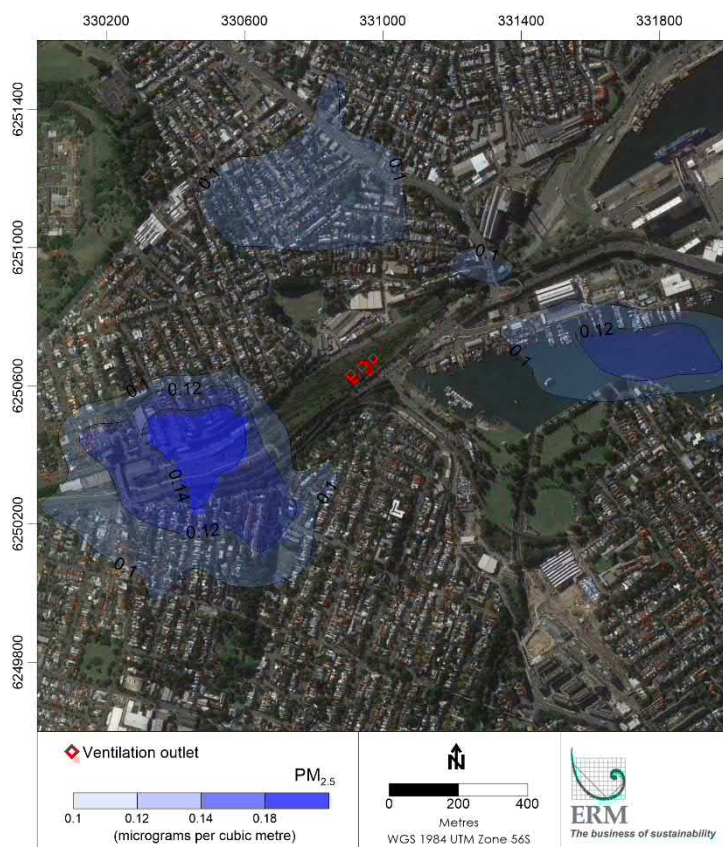 330200 330600 331000 331400 331800
6251400
6251000
6250600
6250200
6249800
0.1
0.1
0.1
0.12
0.1
0.1
0.12
0.14
0.12
0.1
0.1
Ventilation outlet
PM2.5
0.1 0.12 0.14 0.18
(micrograms per cubic metre)
N
0 200 400
Metres
WGS 1984 UTM Zone 56S
ERM
The business of sustainability